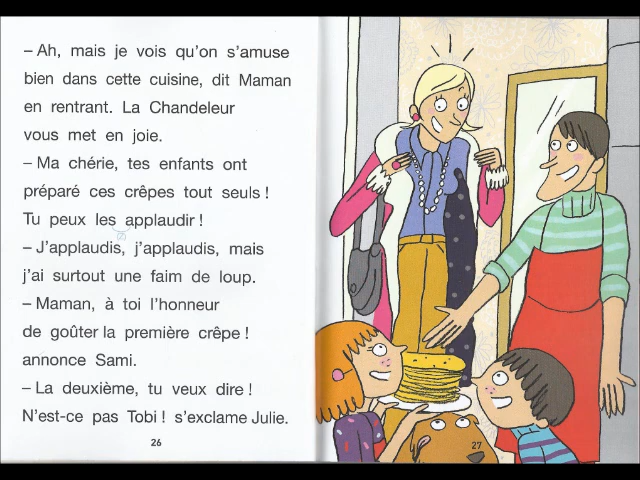 – Ah, mais je vois qu'on s'amuse
bien dans cette cuisine, dit Maman
en rentrant. La Chandeleur
vous met en joie.
– Ma chérie, tes enfants ont
préparé ces crêpes tout seuls !
Tu peux les applaudir !
– J'applaudis, j'applaudis, mais
j'ai surtout une faim de loup.
– Maman, à toi l'honneur
de goûter la première crêpe !
annonce Sami.
– La deuxième, tu veux dire !
N'est-ce pas Tobi ! s'exclame Julie.
26
27